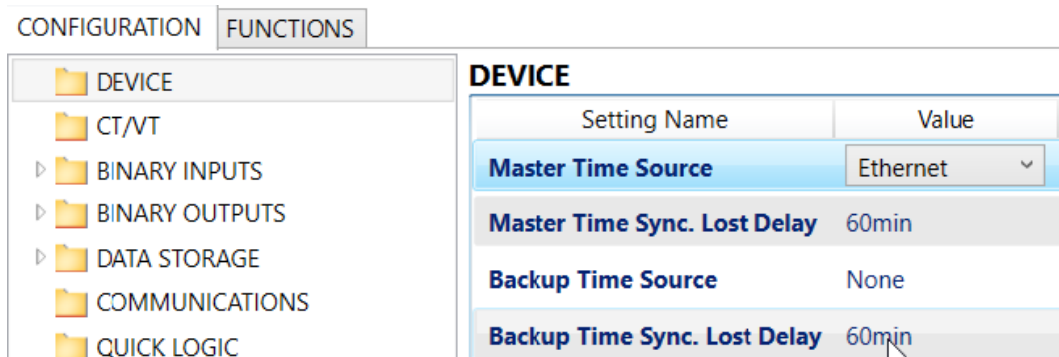 CONFIGURATION FUNCTIONS
DEVICE
CT/VT
BINARY INPUTS
BINARY OUTPUTS
DATA STORAGE
COMMUNICATIONS
QUICK LOGIC
DEVICE
Setting Name Value
Master Time Source Ethernet
Master Time Sync. Lost Delay 60min
Backup Time Source None
Backup Time Sync. Lost Delay 60min